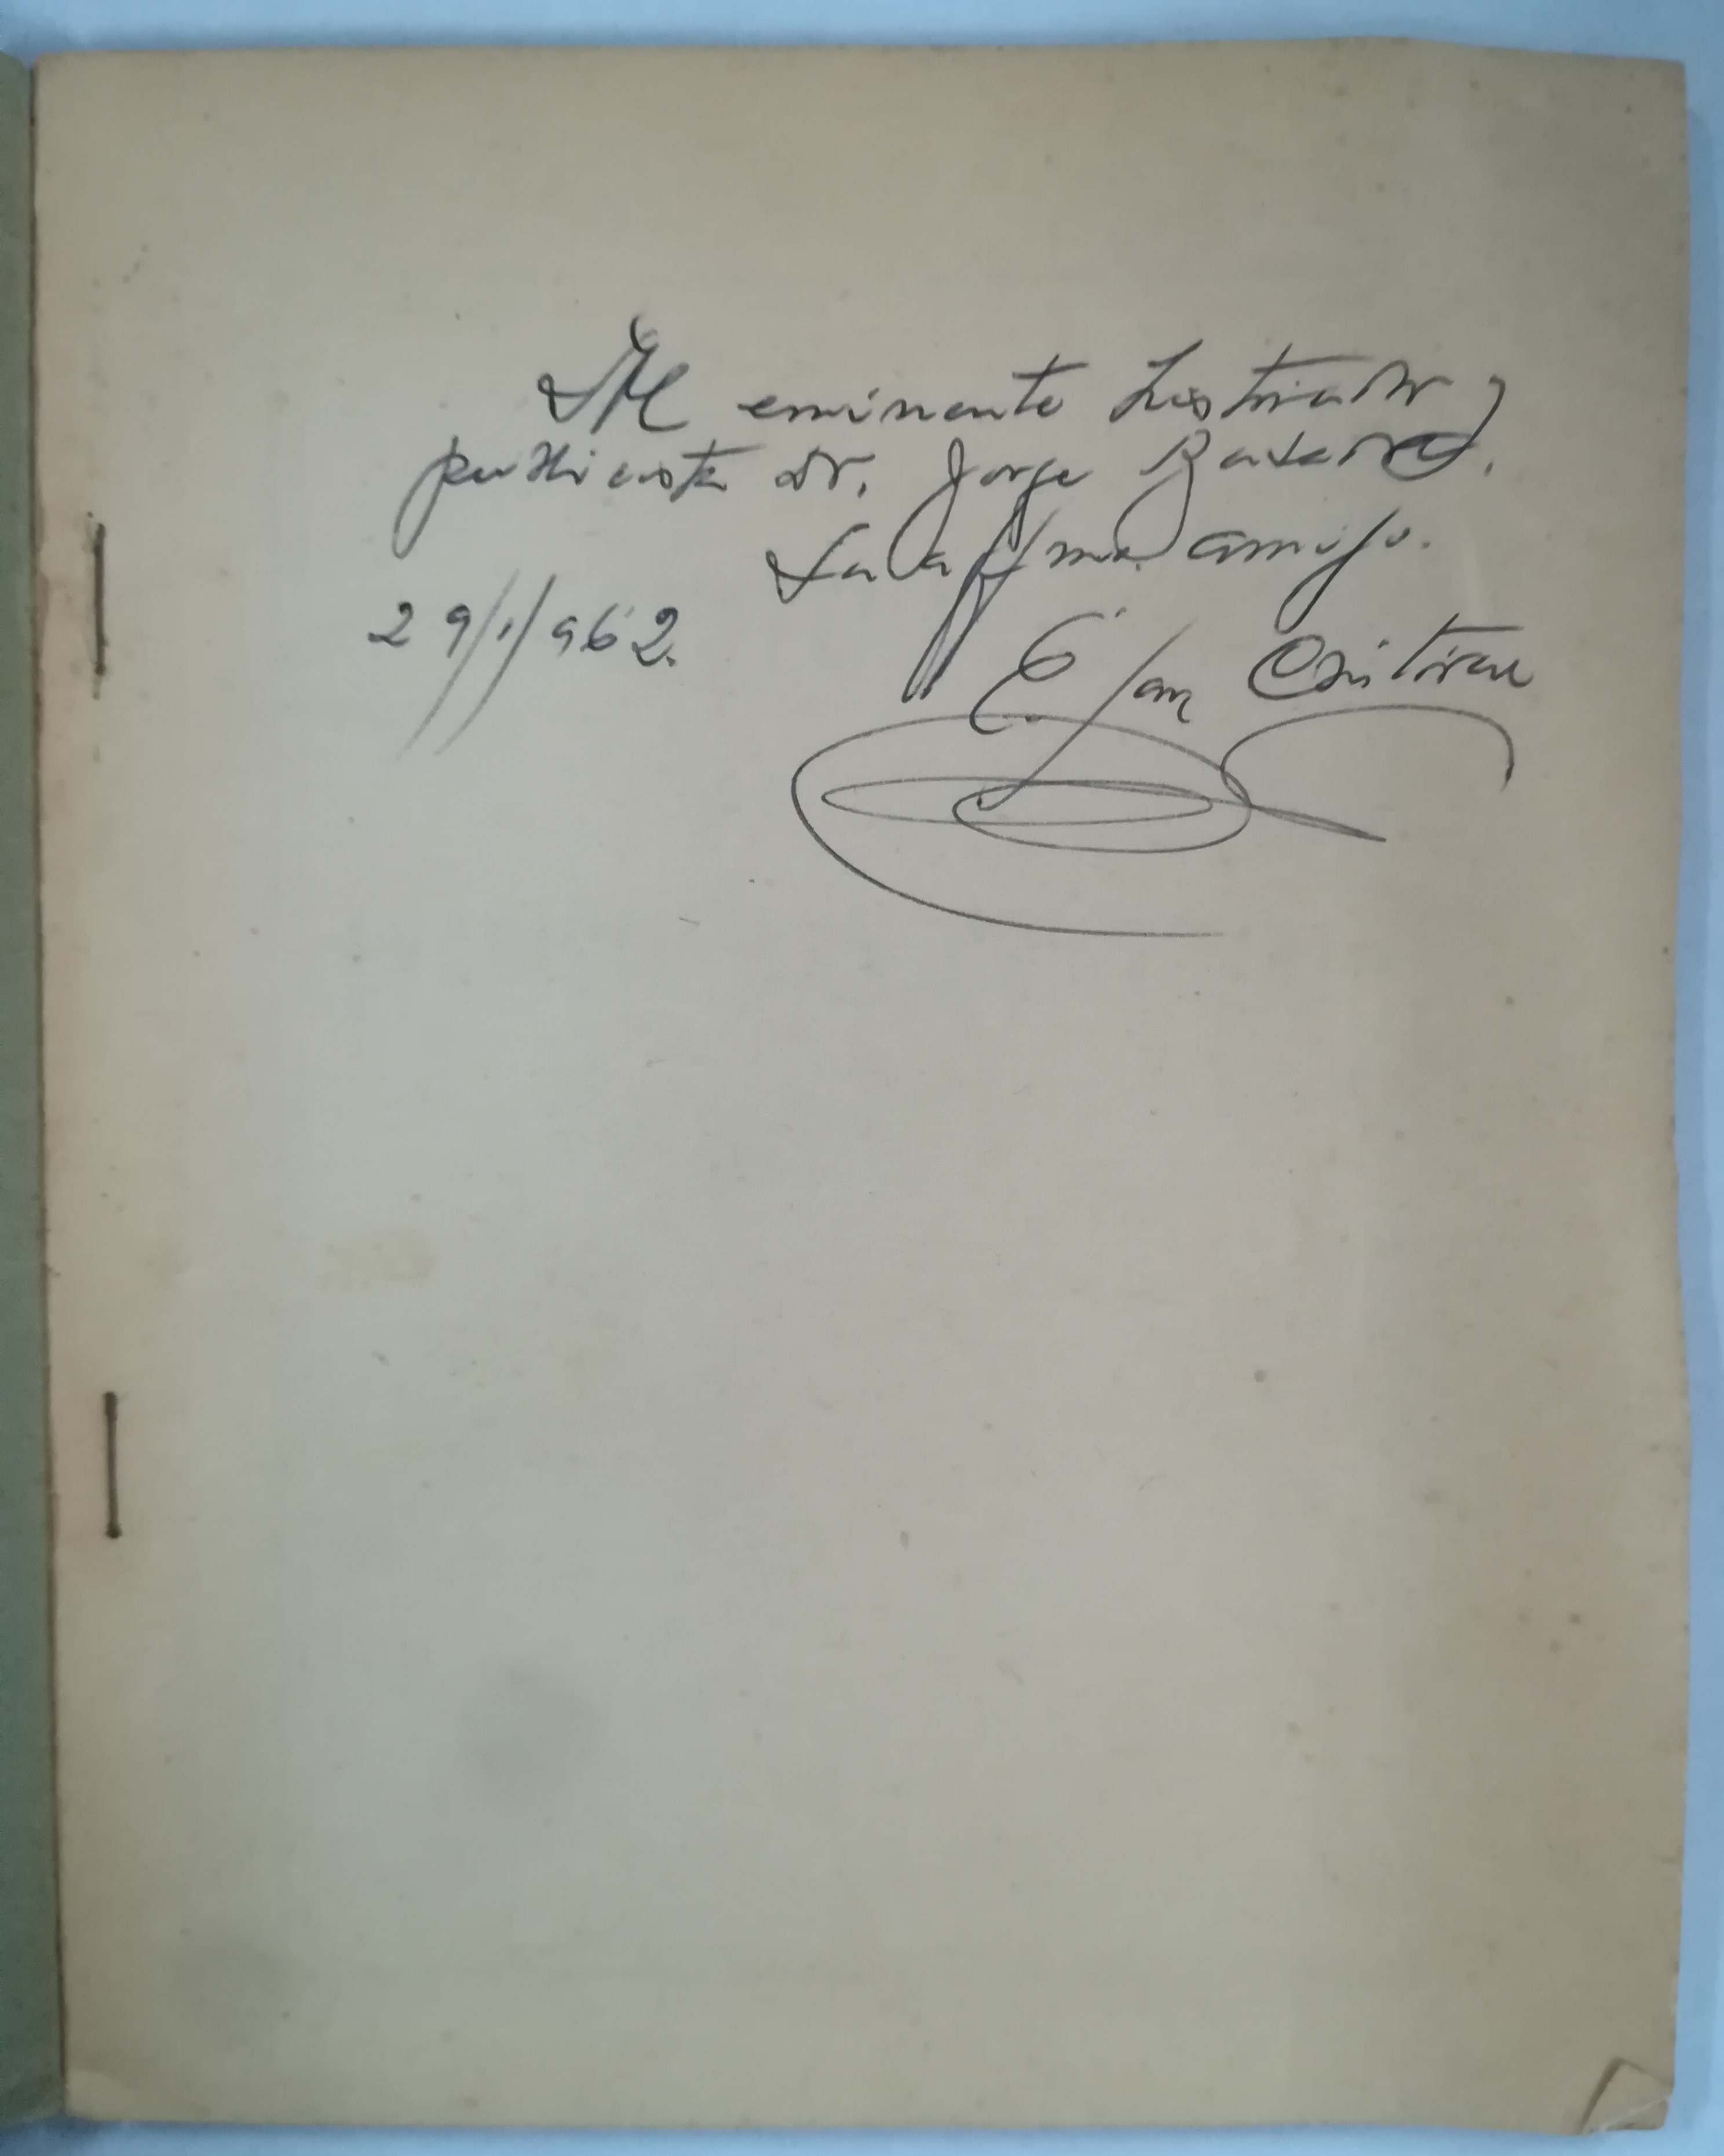 Al eminente historiador y
publicista Dr. Jorge Basadre.
Su affmo. amigo.
29/1/962.
E. San Cristóval